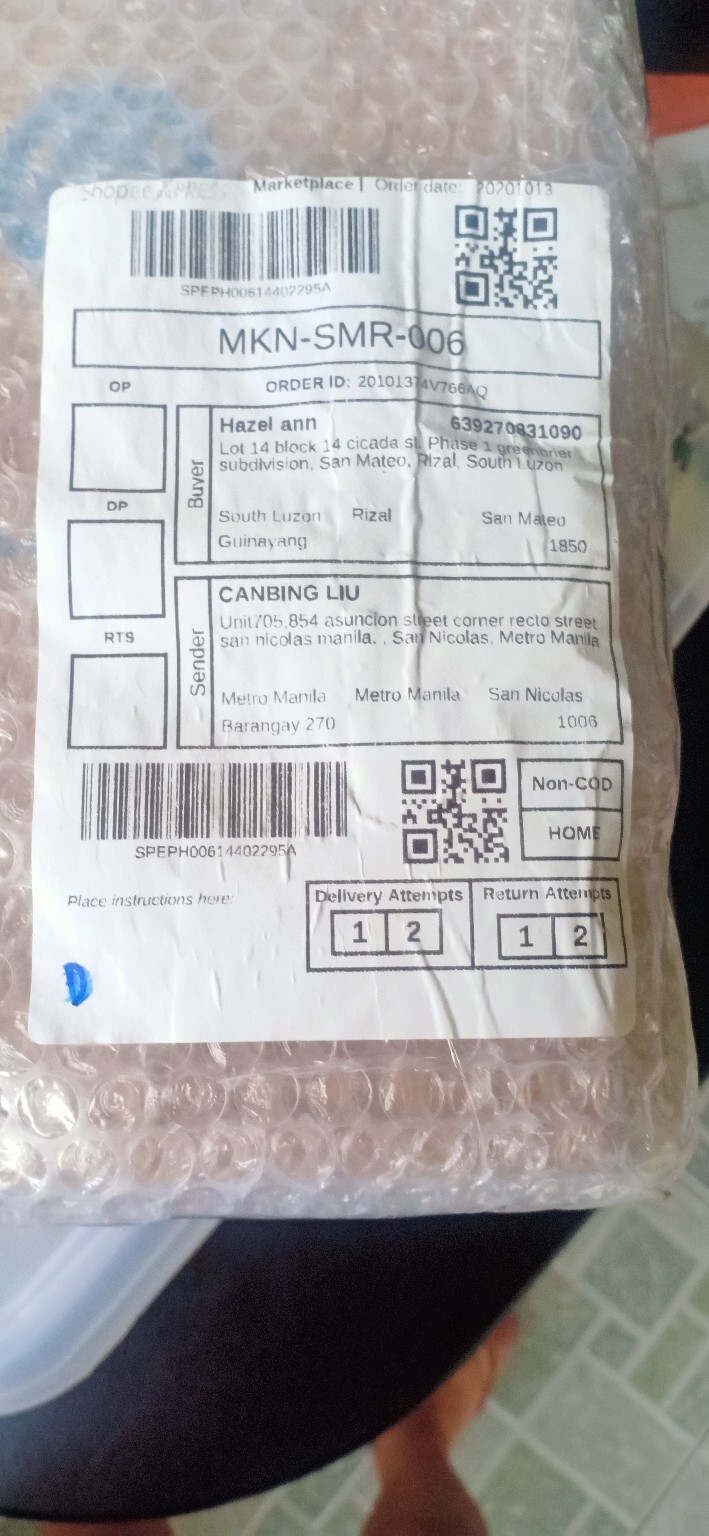 Shopee XPRESS Marketplace | Order date: 20201013
SPEPH00614402295A
MKN-SMR-006
ORDER ID: 20101374V766AQ
OP
DP
RTS
Buyer
Hazel ann 639270831090
Lot 14 block 14 cicada st. Phase 1 greenbrier
subdivision, San Mateo, Rizal, South Luzon
South Luzon Rizal San Mateo
Guinayang 1850
Sender
CANBING LIU
Unit705,854 asuncion street corner recto street
san nicolas manila. , San Nicolas, Metro Manila
Metro Manila Metro Manila San Nicolas
Barangay 270 1006
SPEPH00614402295A
Non-COD
HOME
Place instructions here:
Delivery Attempts Return Attempts
1 2 1 2
D